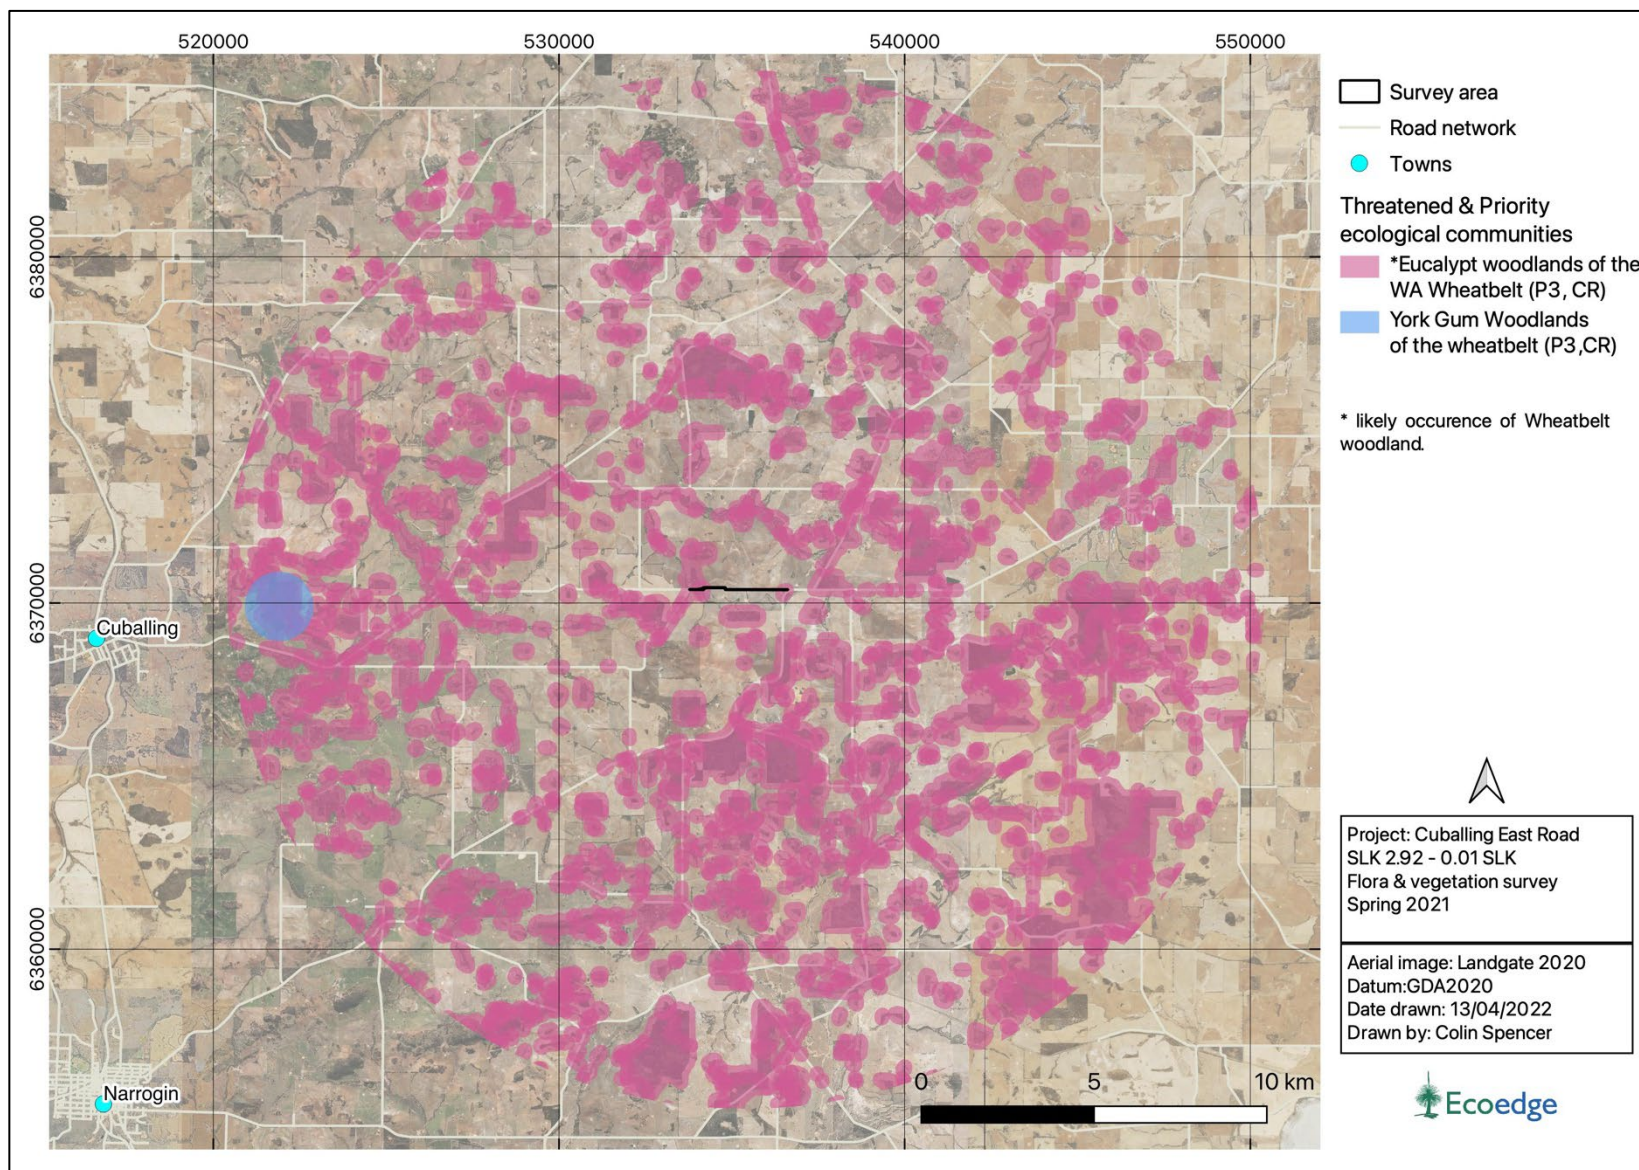 520000
530000
540000
550000
6380000
6370000
6360000
Cuballing
Narrogin
0
5
10 km
Survey area
Road network
Towns
Threatened & Priority
ecological communities
*Eucalypt woodlands of the
WA Wheatbelt (P3, CR)
York Gum Woodlands
of the wheatbelt (P3,CR)
* likely occurence of Wheatbelt
woodland.
Project: Cuballing East Road
SLK 2.92 - 0.01 SLK
Flora & vegetation survey
Spring 2021
Aerial image: Landgate 2020
Datum:GDA2020
Date drawn: 13/04/2022
Drawn by: Colin Spencer
Ecoedge